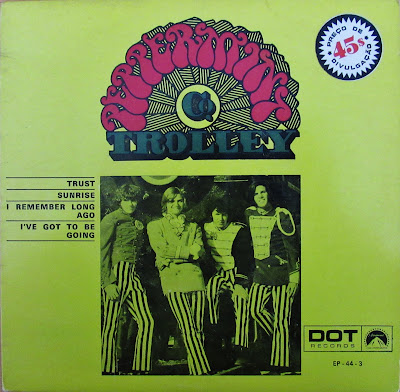 PEPPERMINT
TROLLEY
PREÇO DE
45s
DIVULGAÇÃO
TRUST
SUNRISE
I REMEMBER LONG
AGO
I'VE GOT TO BE
GOING
DOT
RECORDS
EP-44-3